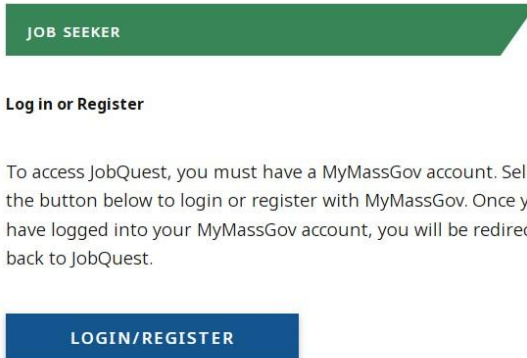 JOB SEEKER
Log in or Register
To access JobQuest, you must have a MyMassGov account.
the button below to login or register with MyMassGov. Once
have logged into your MyMassGov account, you will be
back to JobQuest.
LOGIN/REGISTER